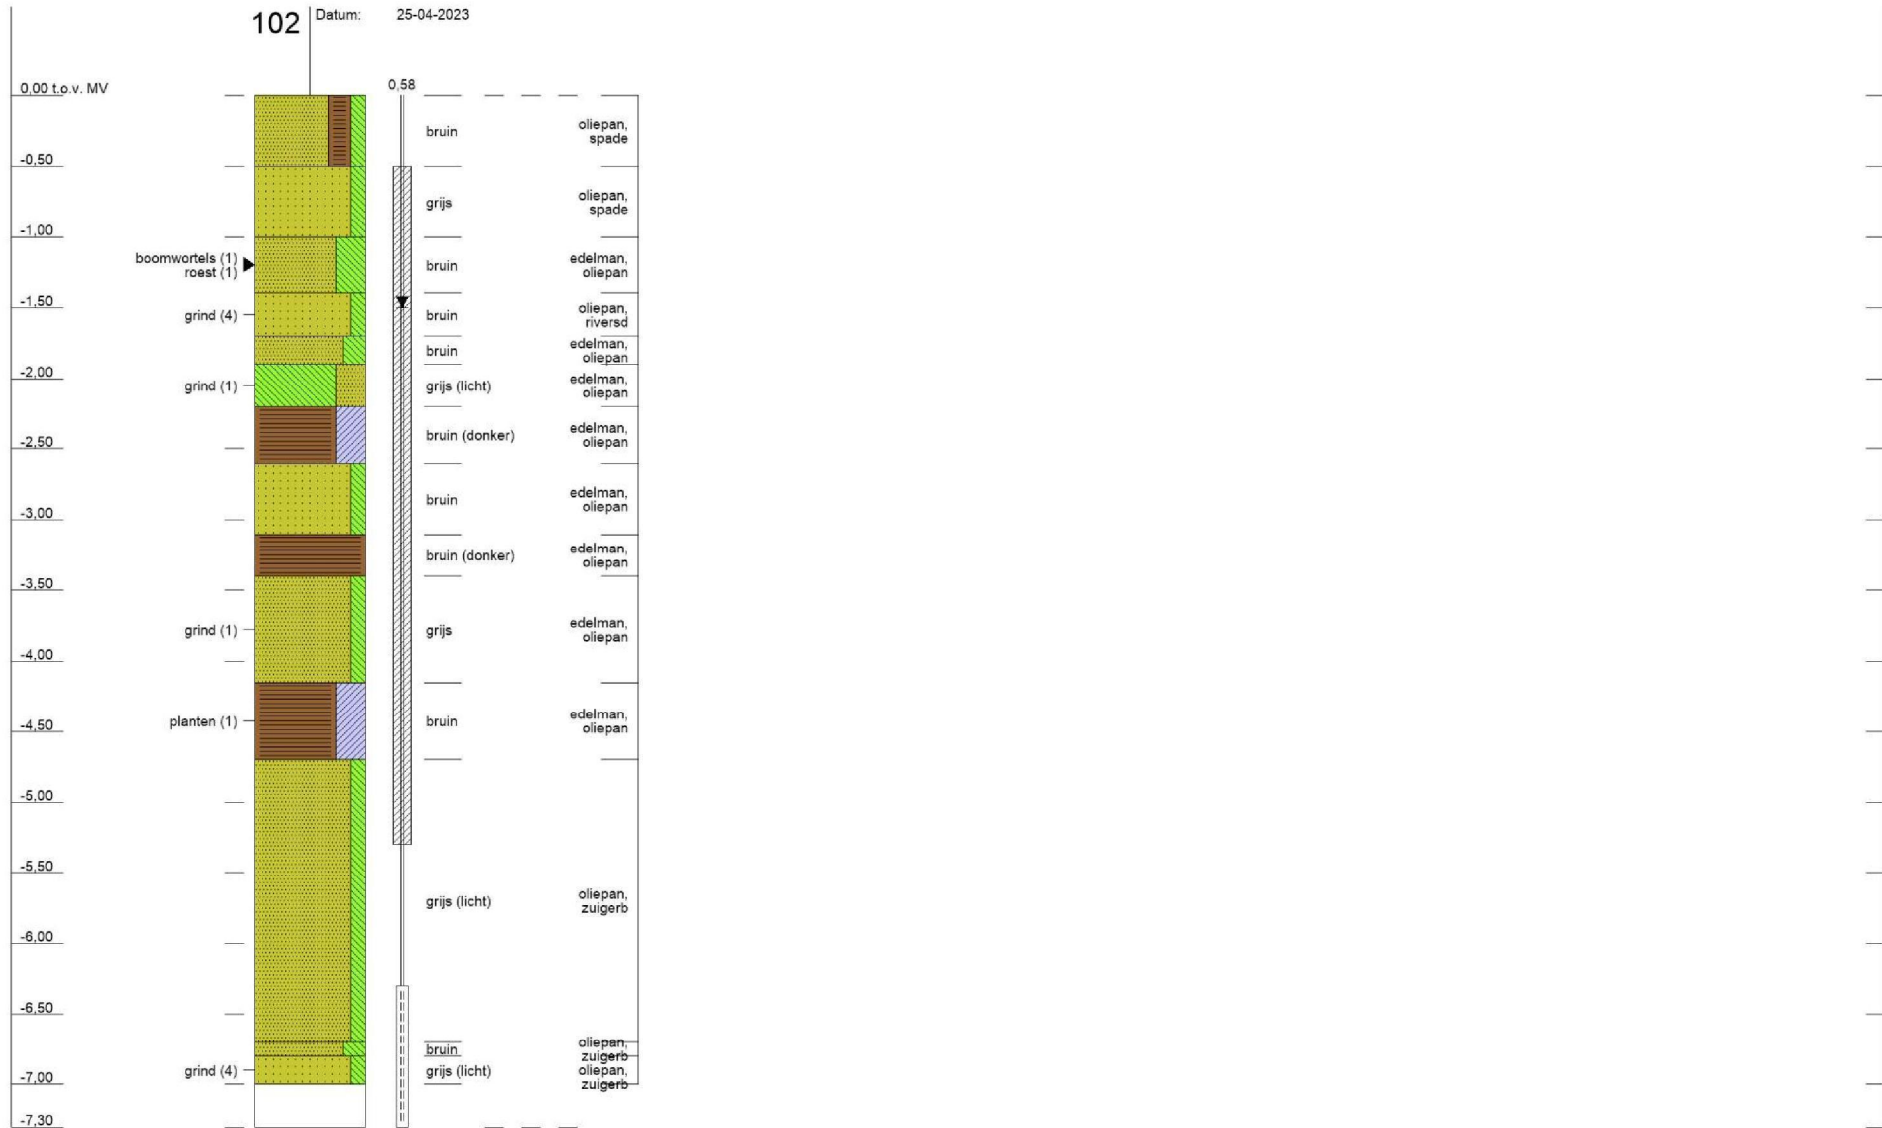 102 Datum: 25-04-2023
0,00 t.o.v. MV
0,58
bruin
oliepan,
spade
-0,50
grijs
oliepan,
spade
-1,00
boomwortels (1)
roest (1)
bruin
edelman,
oliepan
-1,50
grind (4)
bruin
oliepan,
riversd
bruin
edelman,
oliepan
-2,00
grind (1)
grijs (licht)
edelman,
oliepan
bruin (donker)
edelman,
oliepan
-2,50
bruin
edelman,
oliepan
-3,00
bruin (donker)
edelman,
oliepan
-3,50
grind (1)
grijs
edelman,
oliepan
-4,00
planten (1)
bruin
edelman,
oliepan
-4,50
-5,00
-5,50
grijs (licht)
oliepan,
zuigerb
-6,00
-6,50
bruin
oliepan,
zuigerb
grind (4)
grijs (licht)
oliepan,
zuigerb
-7,00
-7,30